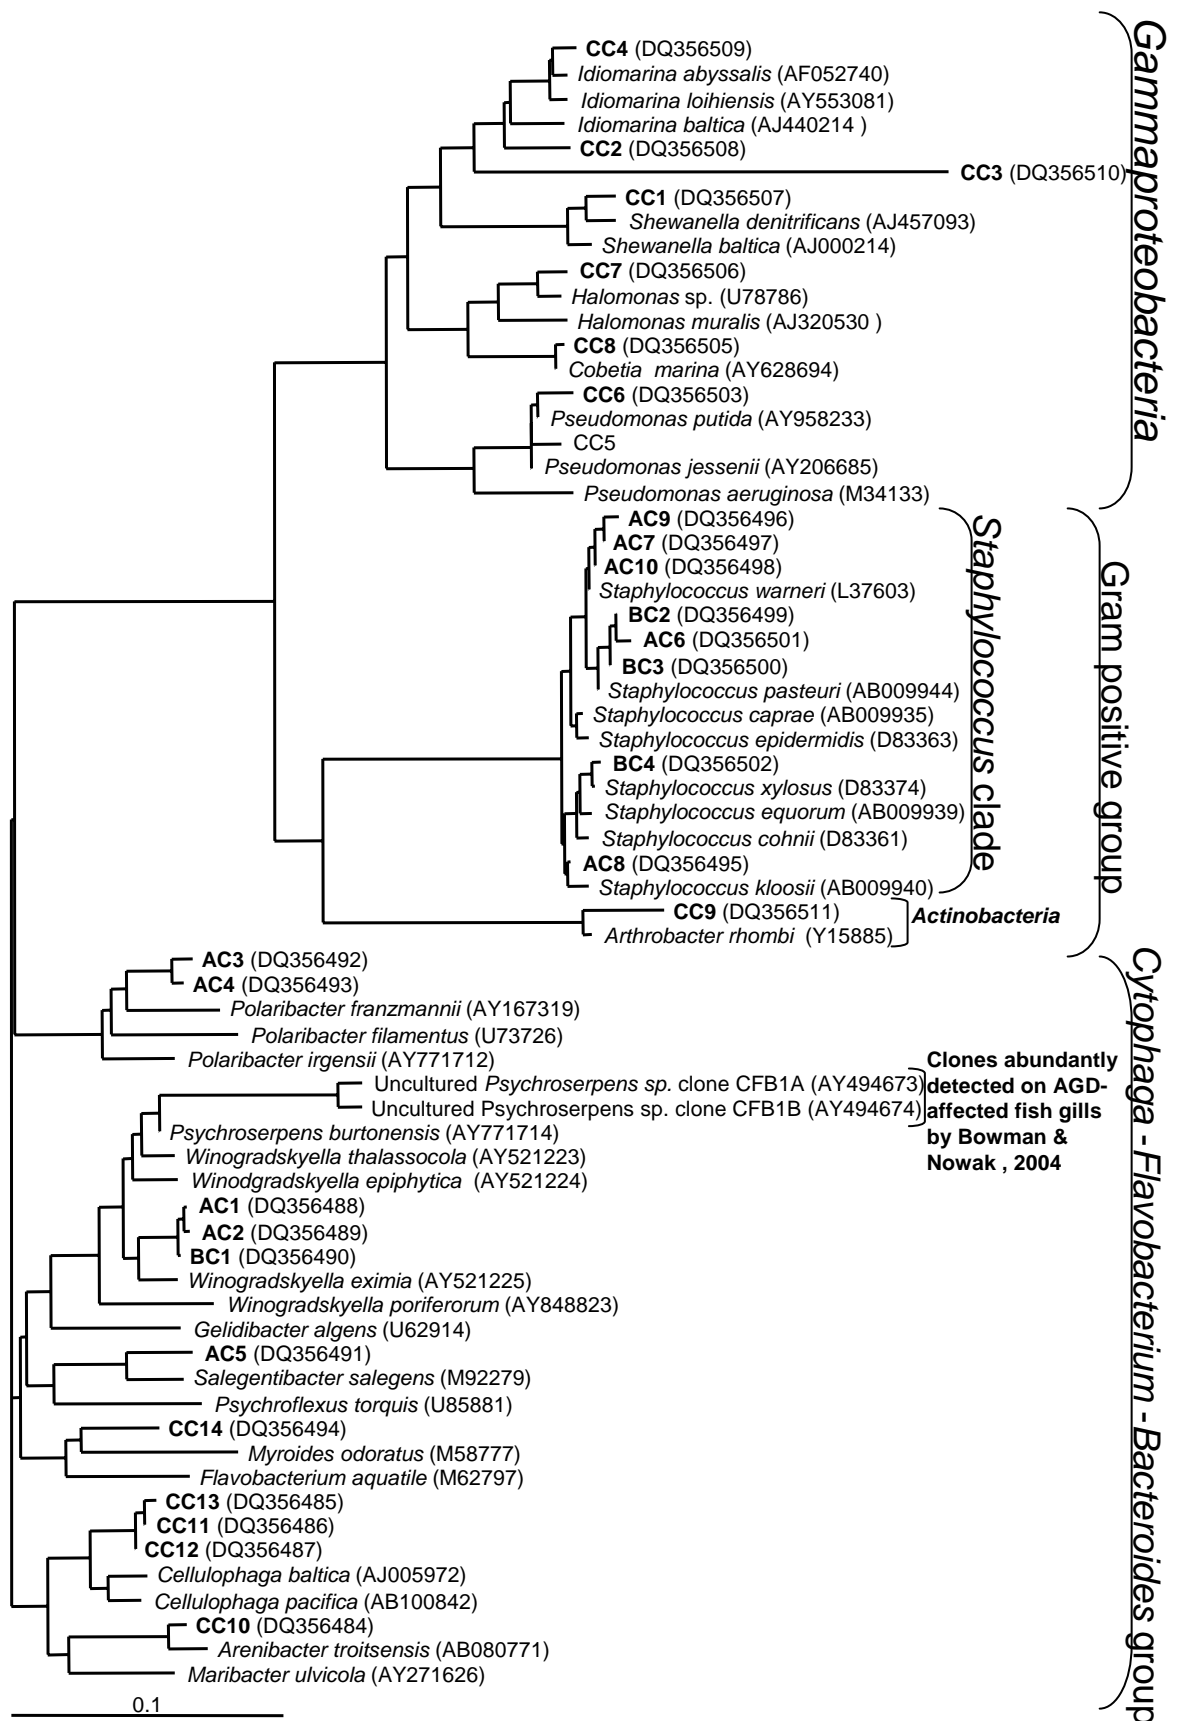 CC4 (DQ356509)
Idiomarina abyssalis (AF052740)
Idiomarina loihiensis (AY553081)
Idiomarina baltica (AJ440214 )
CC2 (DQ356508)
CC3 (DQ356510)
CC1 (DQ356507)
Shewanella denitrificans (AJ457093)
Shewanella baltica (AJ000214)
CC7 (DQ356506)
Halomonas sp. (U78786)
Halomonas muralis (AJ320530 )
CC8 (DQ356505)
Cobetia marina (AY628694)
CC6 (DQ356503)
Pseudomonas putida (AY958233)
CC5
Pseudomonas jessenii (AY206685)
Pseudomonas aeruginosa (M34133)
Gammaproteobacteria
AC9 (DQ356496)
AC7 (DQ356497)
AC10 (DQ356498)
Staphylococcus warneri (L37603)
BC2 (DQ356499)
AC6 (DQ356501)
BC3 (DQ356500)
Staphylococcus pasteuri (AB009944)
Staphylococcus caprae (AB009935)
Staphylococcus epidermidis (D83363)
BC4 (DQ356502)
Staphylococcus xylosus (D83374)
Staphylococcus equorum (AB009939)
Staphylococcus cohnii (D83361)
AC8 (DQ356495)
Staphylococcus kloosii (AB009940)
Staphylococcus clade
CC9 (DQ356511)
Arthrobacter rhombi (Y15885)
Actinobacteria
Gram positive group
AC3 (DQ356492)
AC4 (DQ356493)
Polaribacter franzmannii (AY167319)
Polaribacter filamentus (U73726)
Polaribacter irgensii (AY771712)
Uncultured Psychroserpens sp. clone CFB1A (AY494673)
Uncultured Psychroserpens sp. clone CFB1B (AY494674)
Clones abundantly
detected on AGD-
affected fish gills
by Bowman &
Nowak , 2004
Psychroserpens burtonensis (AY771714)
Winogradskyella thalassocola (AY521223)
Winodgradskyella epiphytica (AY521224)
AC1 (DQ356488)
AC2 (DQ356489)
BC1 (DQ356490)
Winogradskyella eximia (AY521225)
Winogradskyella poriferorum (AY848823)
Gelidibacter algens (U62914)
AC5 (DQ356491)
Salegentibacter salegens (M92279)
Psychroflexus torquis (U85881)
CC14 (DQ356494)
Myroides odoratus (M58777)
Flavobacterium aquatile (M62797)
CC13 (DQ356485)
CC11 (DQ356486)
CC12 (DQ356487)
Cellulophaga baltica (AJ005972)
Cellulophaga pacifica (AB100842)
CC10 (DQ356484)
Arenibacter troitsensis (AB080771)
Maribacter ulvicola (AY271626)
Cytophaga - Flavobacterium - Bacteroides group
0.1